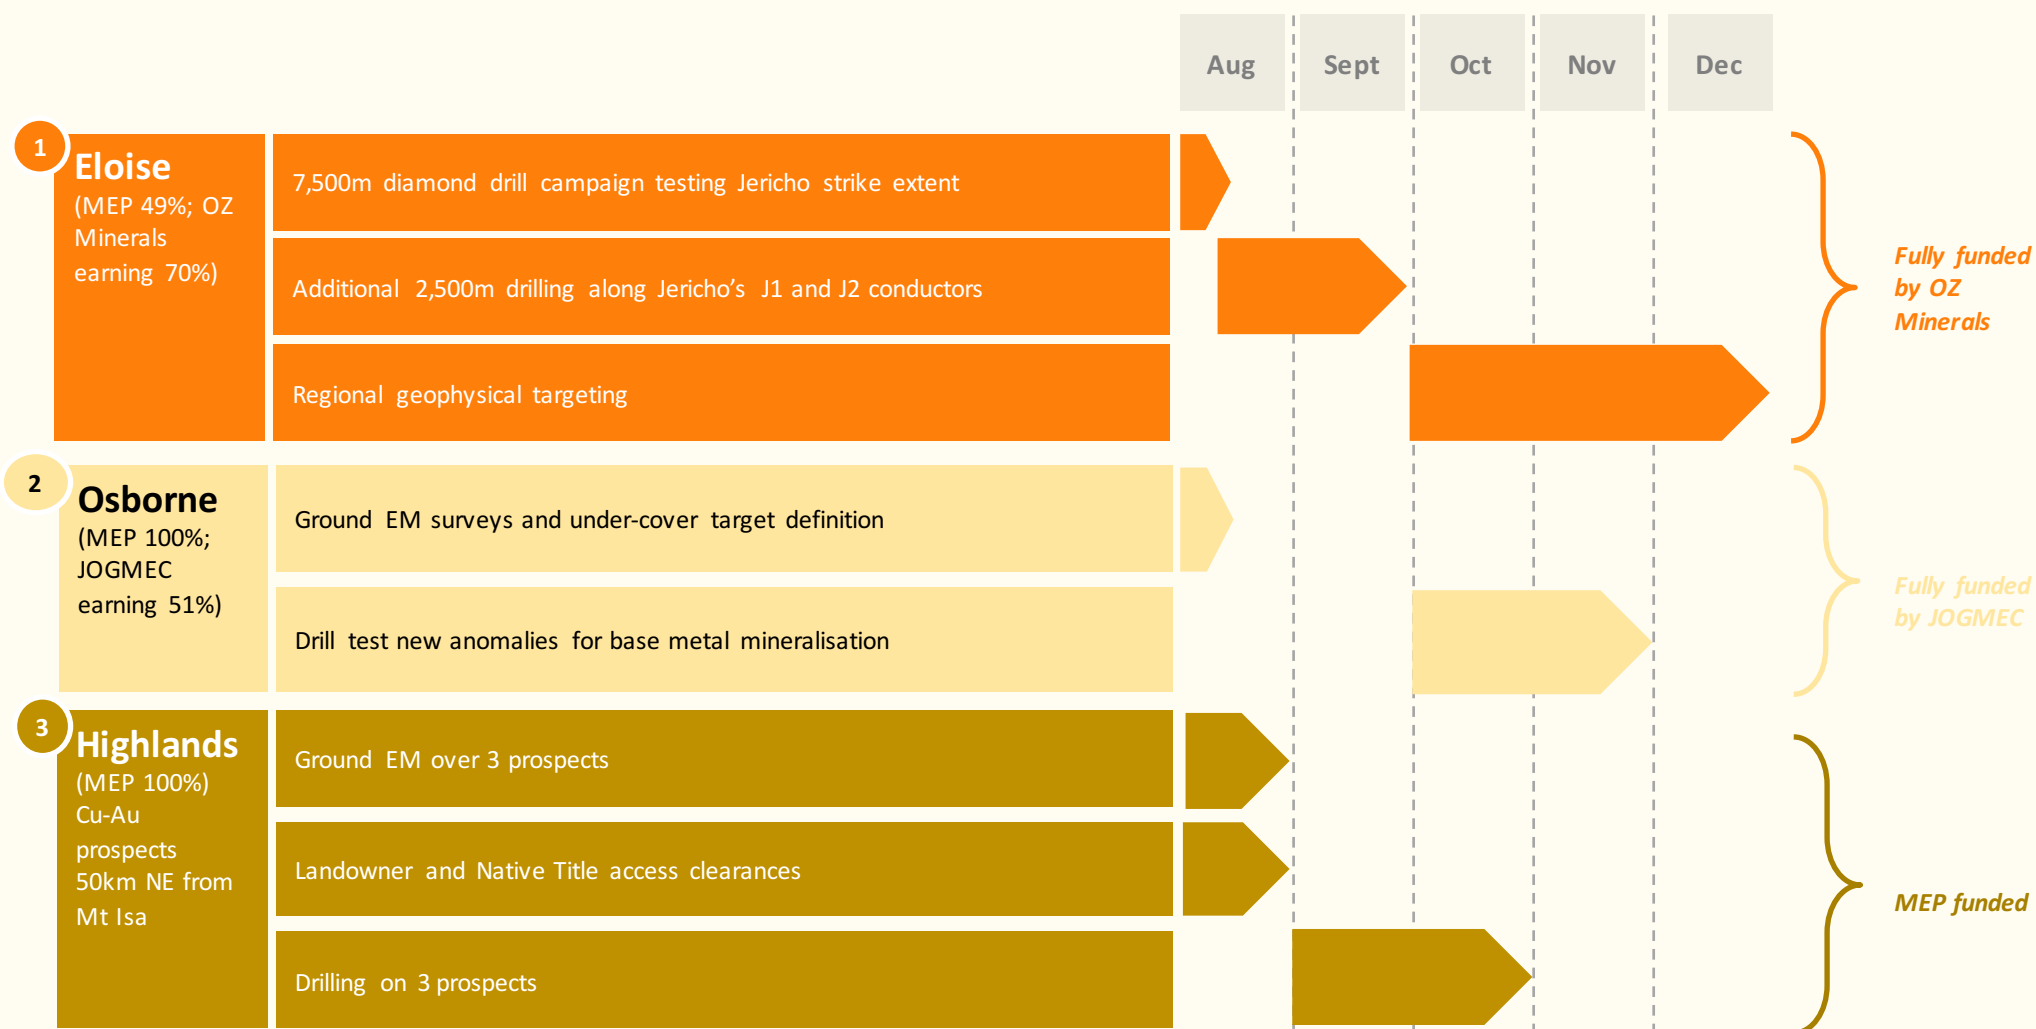 Aug
Sept
Oct
Nov
Dec
1
Eloise
(MEP 49%; OZ
Minerals
earning 70%)
7,500m diamond drill campaign testing Jericho strike extent
Additional 2,500m drilling along Jericho’s J1 and J2 conductors
Regional geophysical targeting
Fully funded
by OZ
Minerals
2
Osborne
(MEP 100%;
JOGMEC
earning 51%)
Ground EM surveys and under-cover target definition
Drill test new anomalies for base metal mineralisation
Fully funded
by JOGMEC
3
Highlands
(MEP 100%)
Cu-Au
prospects
50km NE from
Mt Isa
Ground EM over 3 prospects
Landowner and Native Title access clearances
Drilling on 3 prospects
MEP funded